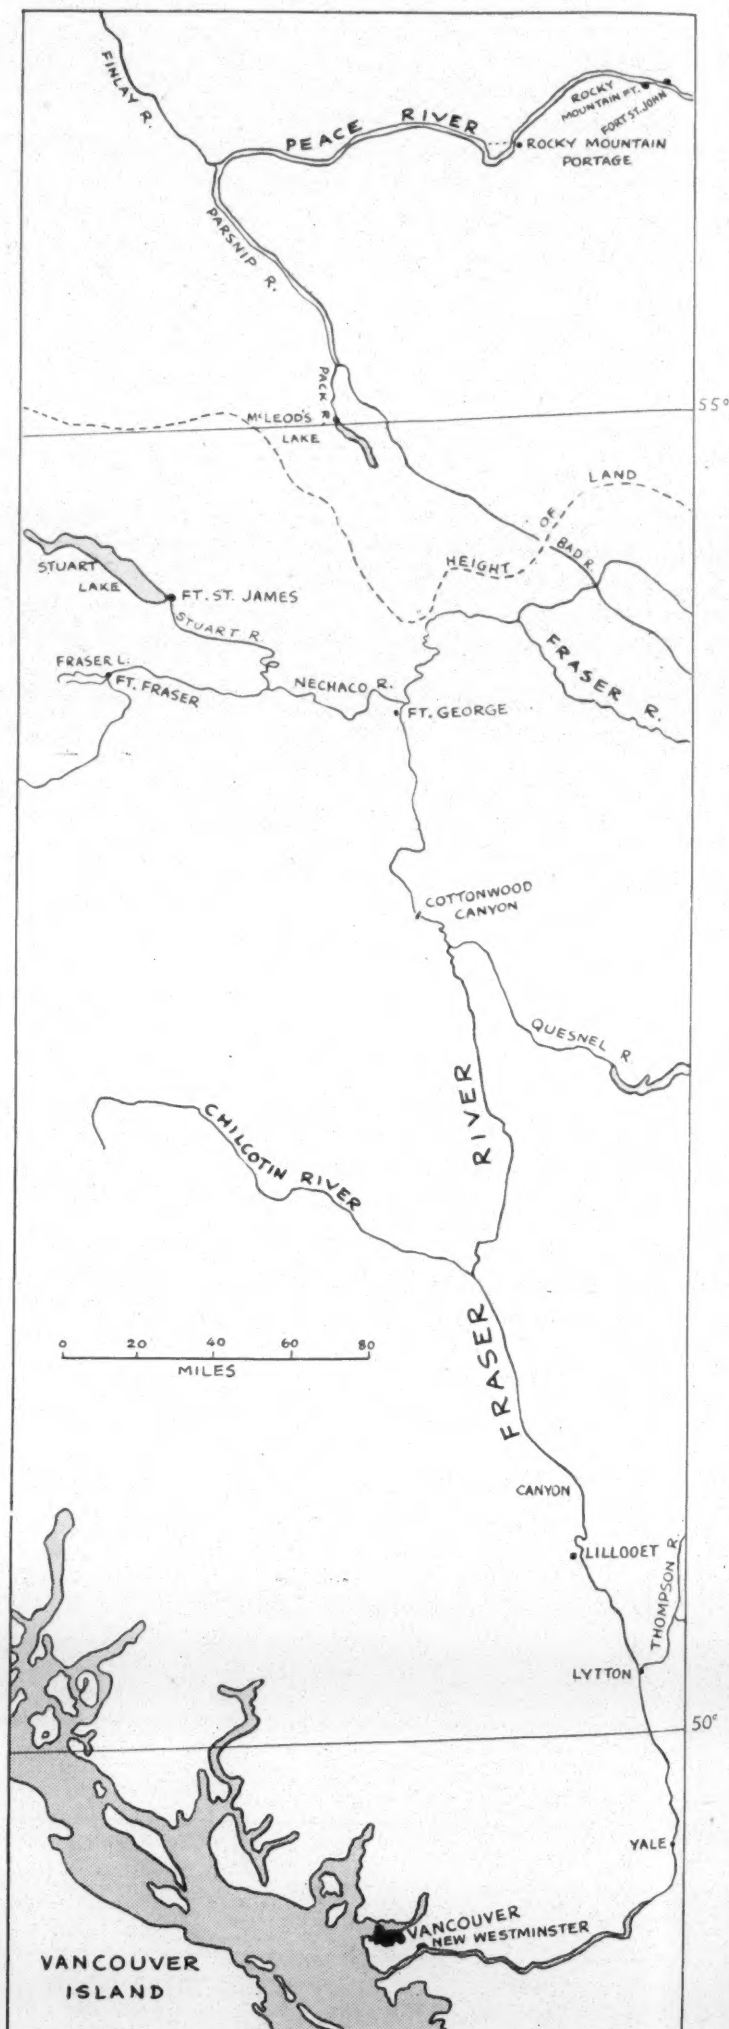 FINLAY R.
PEACE RIVER
ROCKY
MOUNTAIN FT.
FORT ST. JOHN
ROCKY MOUNTAIN
PORTAGE
PARSNIP R.
PACK R.
McLEOD'S
LAKE
55°
HEIGHT OF LAND
BAD R.
STUART
LAKE
FT. ST. JAMES
STUART R.
FRASER L.
FT. FRASER
NECHACO R.
FT. GEORGE
FRASER R.
COTTONWOOD
CANYON
QUESNEL R.
CHILCOTIN RIVER
FRASER RIVER
0 20 40 60 80
MILES
CANYON
LILLOOET
THOMPSON R.
LYTTON
50°
YALE
VANCOUVER
NEW WESTMINSTER
VANCOUVER
ISLAND